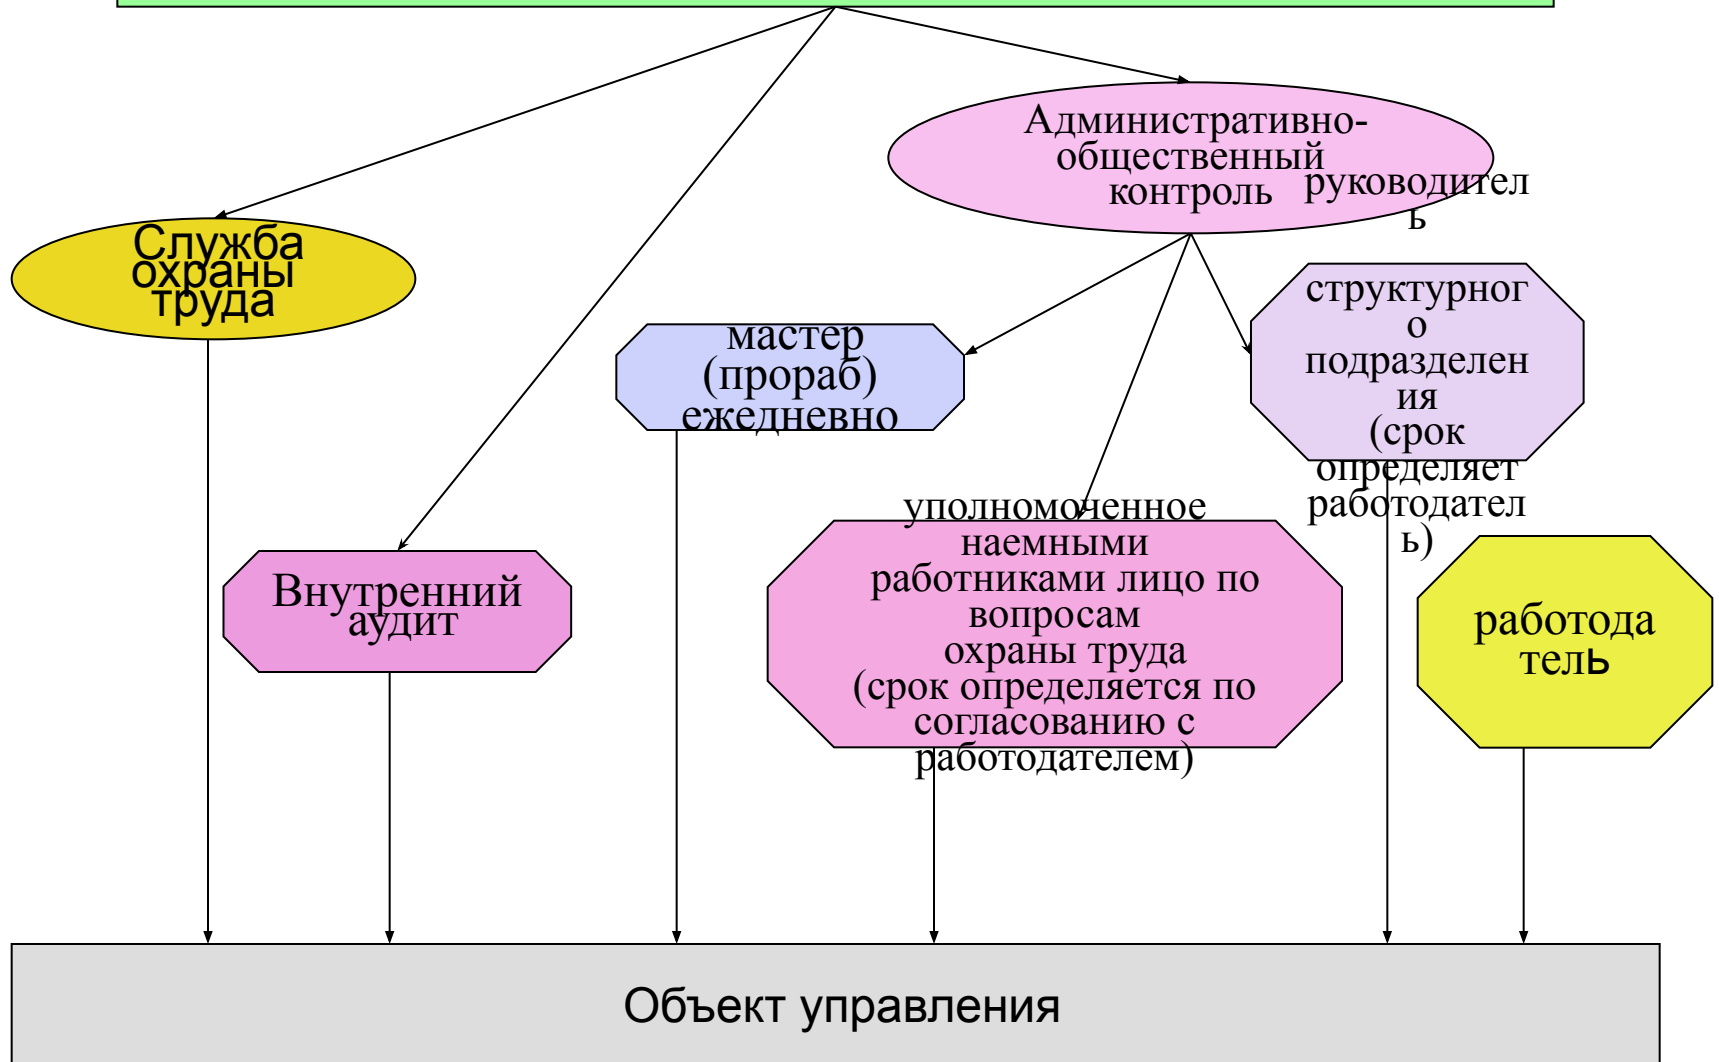 Административно-
общественный
контроль
руководител
ь
структурног
о
подразделен
ия
(срок
определяет
работодател
ь)
Служба
охраны
труда
мастер
(прораб)
ежедневно
уполномоченное
наемными
работниками лицо по
вопросам
охраны труда
(срок определяется по
согласованию с
работодателем)
Внутренний
аудит
работода
тель
Объект управления